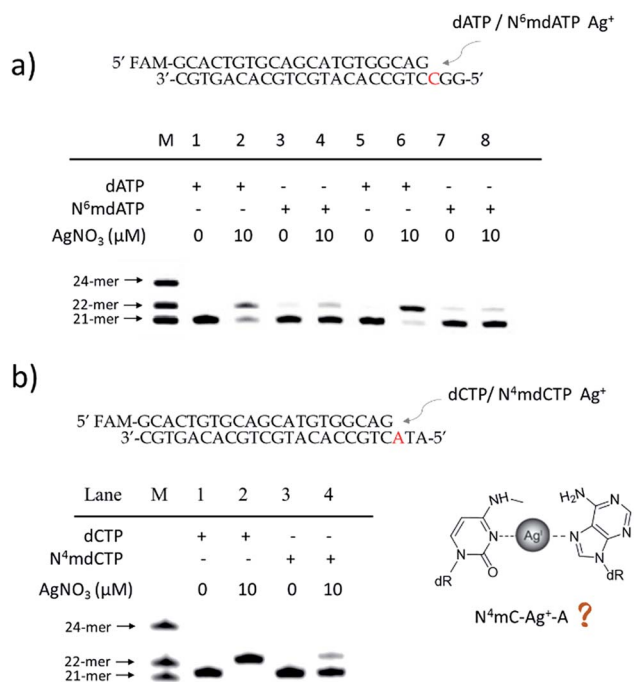 a)
dATP / N⁶mdATP Ag⁺
5′ FAM-GCACTGTGCAGCATGTGGCAG
3′-CGTGACACGTCGTACACCGTCCGG-5′
M 1 2 3 4 5 6 7 8
dATP + + - - + + - -
N⁶mdATP - - + + - - + +
AgNO₃ (μM) 0 10 0 10 0 10 0 10
24-mer
22-mer
21-mer
b)
dCTP/ N⁴mdCTP Ag⁺
5′ FAM-GCACTGTGCAGCATGTGGCAG
3′-CGTGACACGTCGTACACCGTCATA-5′
Lane M 1 2 3 4
dCTP + + - -
N⁴mdCTP - - + +
AgNO₃ (μM) 0 10 0 10
24-mer
22-mer
21-mer
NH
N
N
O
dR
Agᴵ
H₂N
N
N
N
N
dR
N⁴mC-Ag⁺-A ?